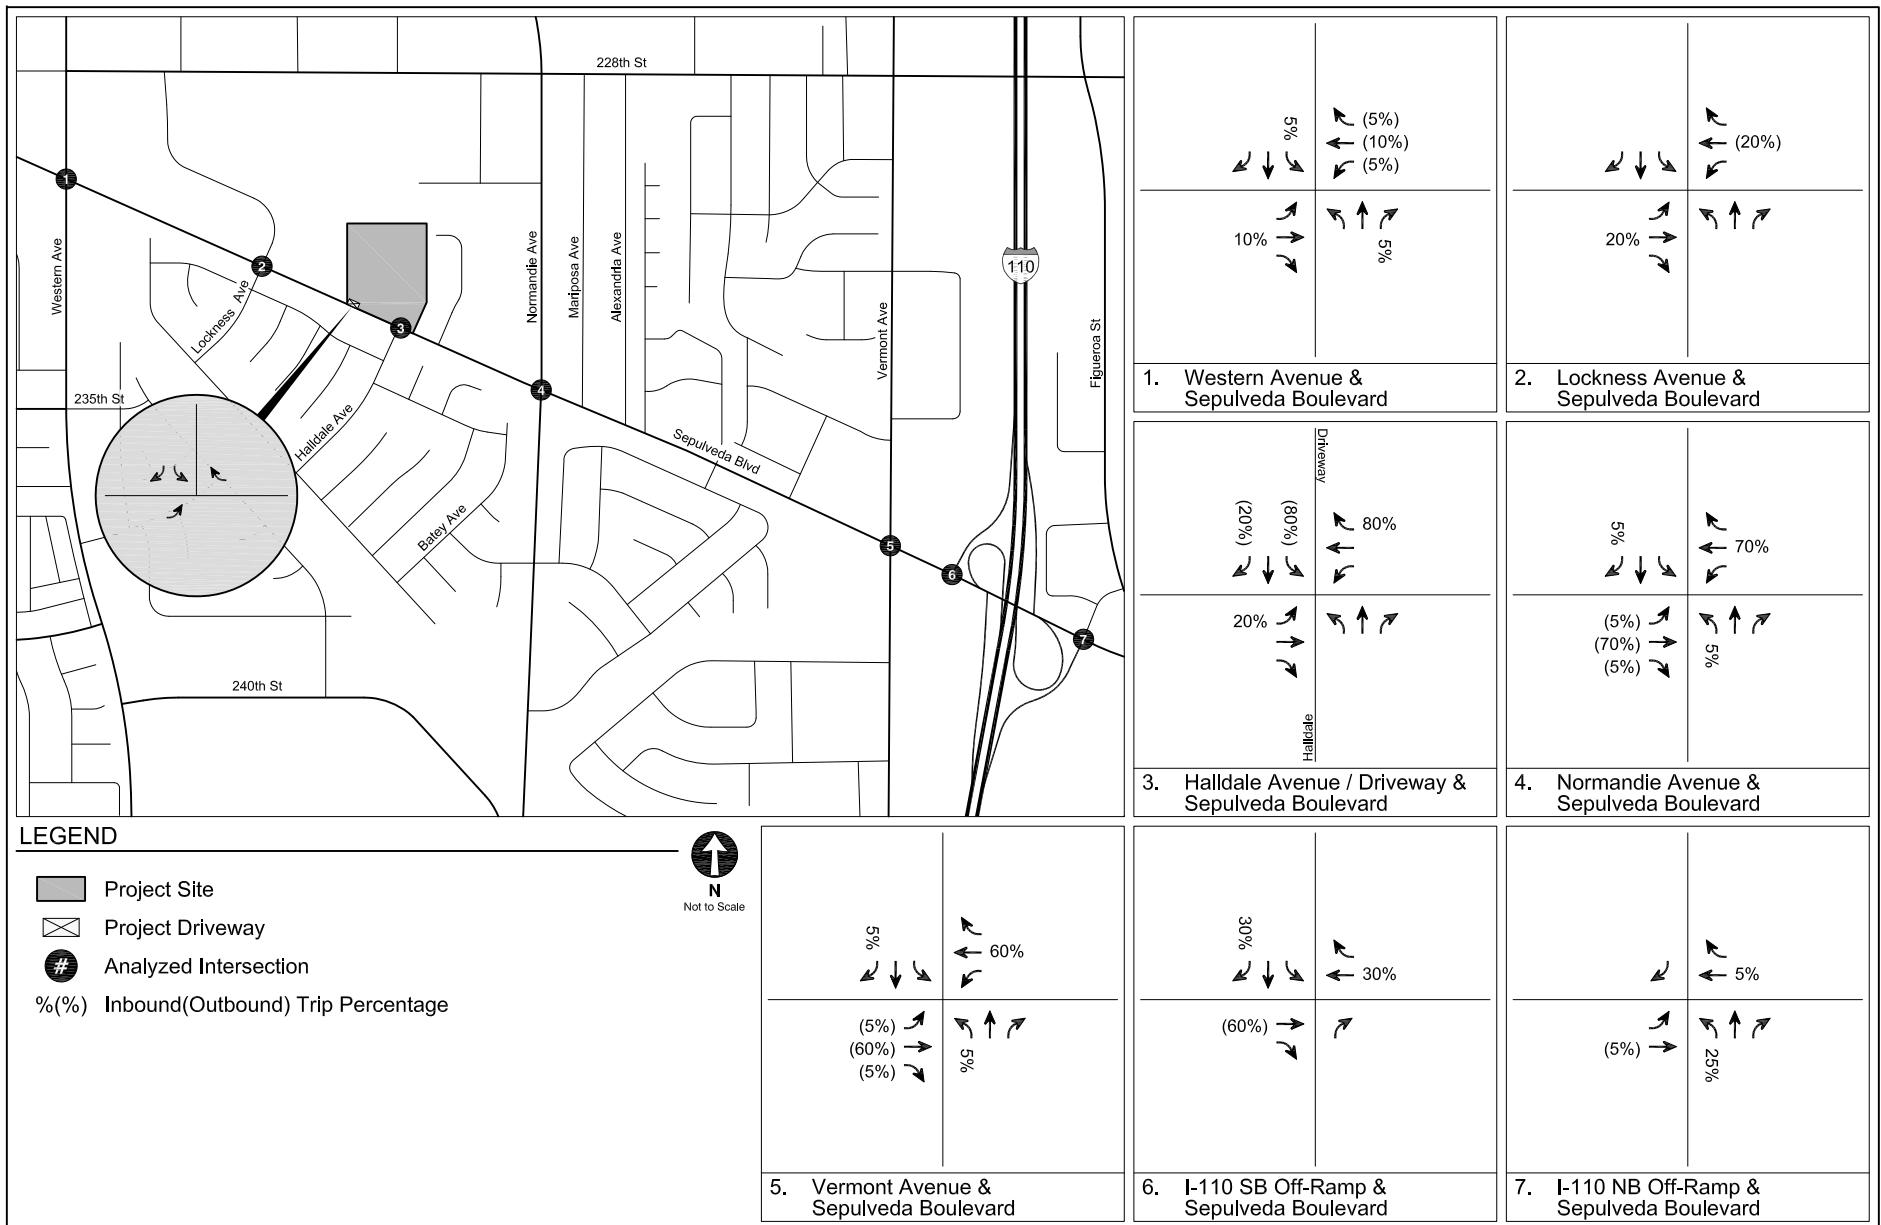 228th St
Western Ave
Lockness Ave
235th St
Halldale Ave
Batey Ave
240th St
Normandie Ave
Mariposa Ave
Alexandria Ave
Sepulveda Blvd
Vermont Ave
110
Figueroa St
1
2
3
4
5
6
7
5%
(5%)
(10%)
(5%)
10%
5%
1. Western Avenue &
Sepulveda Boulevard
(20%)
20%
2. Lockness Avenue &
Sepulveda Boulevard
Driveway
(20%)
(80%)
80%
20%
Halldale
3. Halldale Avenue / Driveway &
Sepulveda Boulevard
5%
70%
(5%)
(70%)
(5%)
5%
4. Normandie Avenue &
Sepulveda Boulevard
LEGEND
Project Site
Project Driveway
# Analyzed Intersection
%(%) Inbound(Outbound) Trip Percentage
N
Not to Scale
5%
60%
(5%)
(60%)
(5%)
5%
5. Vermont Avenue &
Sepulveda Boulevard
30%
30%
(60%)
6. I-110 SB Off-Ramp &
Sepulveda Boulevard
5%
(5%)
25%
7. I-110 NB Off-Ramp &
Sepulveda Boulevard